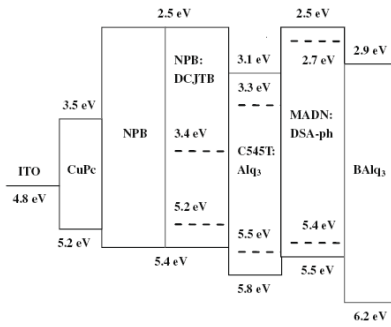 2.5 eV
2.5 eV
NPB:
DCJTB
3.1 eV
2.7 eV
2.9 eV
3.3 eV
3.5 eV
MADN:
DSA-ph
NPB
3.4 eV
C545T:
Alq3
ITO
CuPc
BAlq3
4.8 eV
5.2 eV
5.2 eV
5.4 eV
5.5 eV
5.4 eV
5.5 eV
5.8 eV
6.2 eV